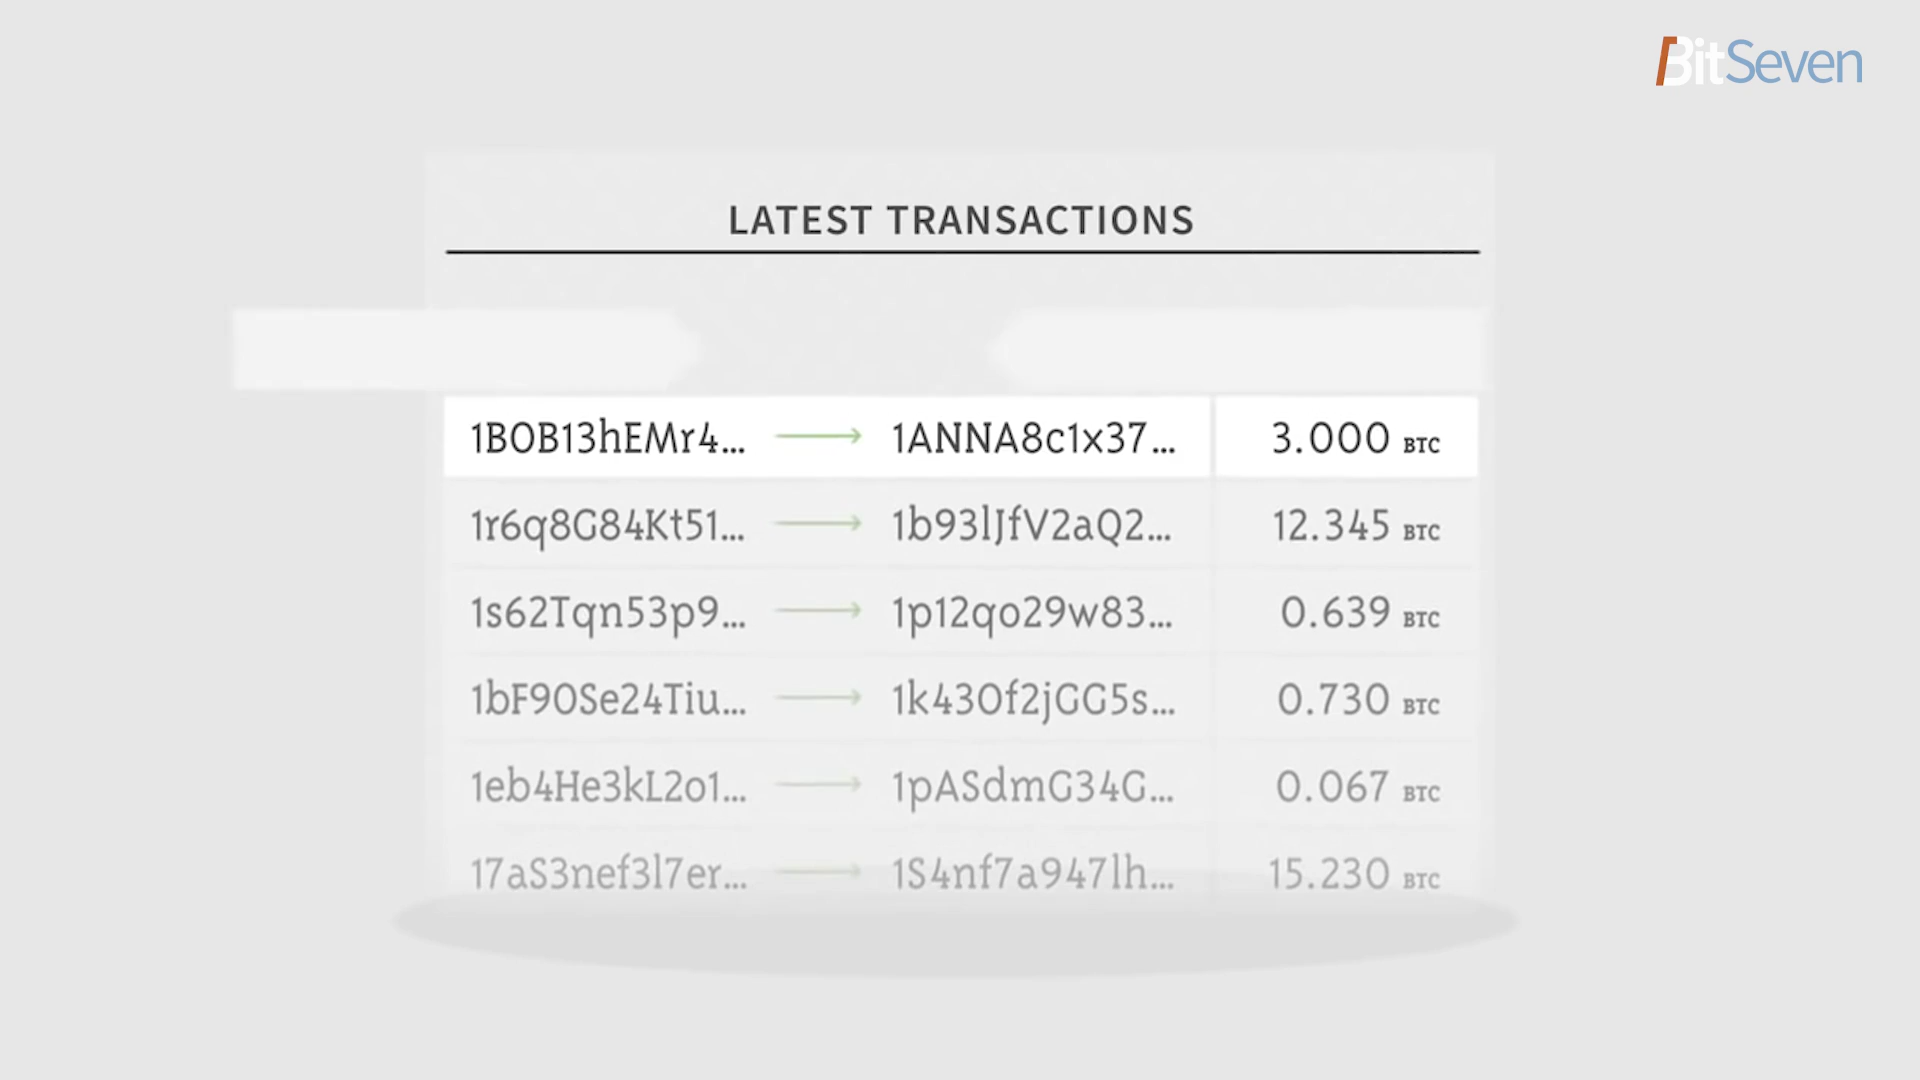 BitSeven
LATEST TRANSACTIONS
1BOB13hEMr4... → 1ANNA8c1x37... 3.000 BTC
1r6q8G84Kt51... → 1b93lJfV2aQ2... 12.345 BTC
1s62Tqn53p9... → 1p12qo29w83... 0.639 BTC
1bF90Se24Tiu... → 1k430f2jGG5s... 0.730 BTC
1eb4He3kL2o1... → 1pASdmG34G... 0.067 BTC
17aS3nef3l7er... → 1S4nf7a947lh... 15.230 BTC